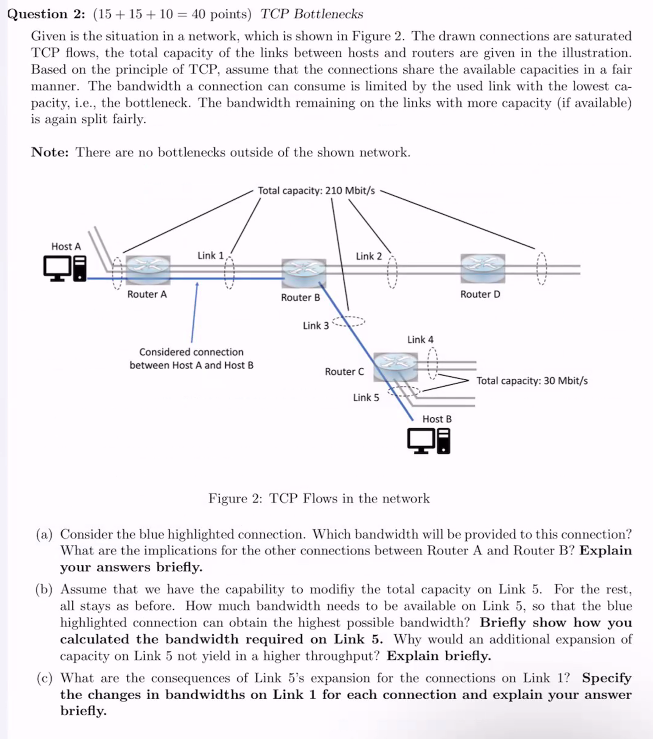 Question 2: (15 + 15 + 10 = 40 points) TCP Bottlenecks
Given is the situation in a network, which is shown in Figure 2. The drawn connections are saturated
TCP flows, the total capacity of the links between hosts and routers are given in the illustration.
Based on the principle of TCP, assume that the connections share the available capacities in a fair
manner. The bandwidth a connection can consume is limited by the used link with the lowest ca-
pacity, i.e., the bottleneck. The bandwidth remaining on the links with more capacity (if available)
is again split fairly.
Note: There are no bottlenecks outside of the shown network.
Total capacity: 210 Mbit/s
Host A
Link 1
Link 2
Router A
Router B
Router D
Link 3
Link 4
Considered connection
between Host A and Host B
Router C
Total capacity: 30 Mbit/s
Link 5
Host B
Figure 2: TCP Flows in the network
(a) Consider the blue highlighted connection. Which bandwidth will be provided to this connection?
What are the implications for the other connections between Router A and Router B? Explain
your answers briefly.
(b) Assume that we have the capability to modifiy the total capacity on Link 5. For the rest,
all stays as before. How much bandwidth needs to be available on Link 5, so that the blue
highlighted connection can obtain the highest possible bandwidth? Briefly show how you
calculated the bandwidth required on Link 5. Why would an additional expansion of
capacity on Link 5 not yield in a higher throughput? Explain briefly.
(c) What are the consequences of Link 5's expansion for the connections on Link 1? Specify
the changes in bandwidths on Link 1 for each connection and explain your answer
briefly.